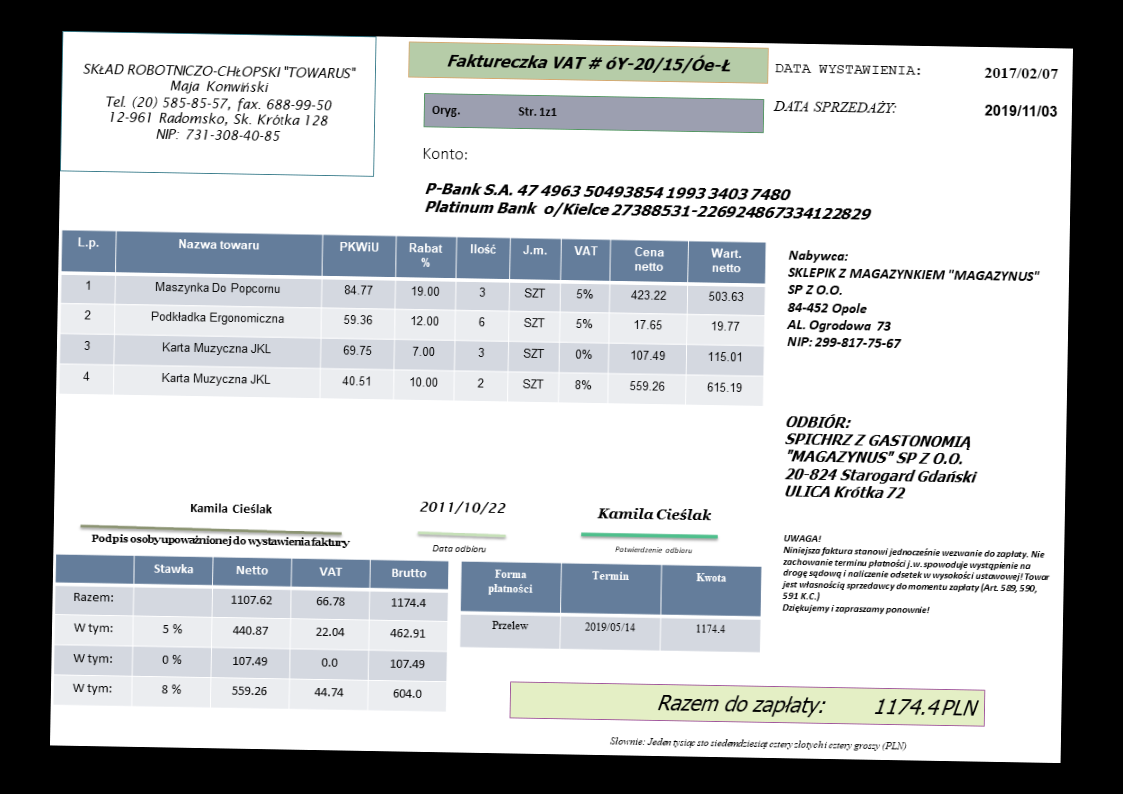 SKŁAD ROBOTNICZO-CHŁOPSKI "TOWARUS"
Maja Konwiński
Tel. (20) 585-85-57, fax. 688-99-50
12-961 Radomsko, Sk. Krótka 128
NIP: 731-308-40-85
Faktureczka VAT # óY-20/15/Óe-Ł
Oryg. Str. 1z1
DATA WYSTAWIENIA: 2017/02/07
DATA SPRZEDAŻY: 2019/11/03
Konto:
P-Bank S.A. 47 4963 50493854 1993 3403 7480
Platinum Bank o/Kielce 27388531-226924867334122829
L.p. Nazwa towaru PKWiU Rabat % Ilość J.m. VAT Cena netto Wart. netto
1 Maszynka Do Popcornu 84.77 19.00 3 SZT 5% 423.22 503.63
2 Podkładka Ergonomiczna 59.36 12.00 6 SZT 5% 17.65 19.77
3 Karta Muzyczna JKL 69.75 7.00 3 SZT 0% 107.49 115.01
4 Karta Muzyczna JKL 40.51 10.00 2 SZT 8% 559.26 615.19
Nabywca:
SKLEPIK Z MAGAZYNKIEM "MAGAZYNUS"
SP Z O.O.
84-452 Opole
AL. Ogrodowa 73
NIP: 299-817-75-67
ODBIÓR:
SPICHRZ Z GASTONOMIĄ
"MAGAZYNUS" SP Z O.O.
20-824 Starogard Gdański
ULICA Krótka 72
Kamila Cieślak
Podpis osoby upoważnionej do wystawienia faktury
2011/10/22
Data odbioru
Kamila Cieślak
Potwierdzenie odbioru
UWAGA!
Niniejsza faktura stanowi jednocześnie wezwanie do zapłaty. Nie
zachowanie terminu płatności j.w. spowoduje wystąpienie na
drogę sądową i naliczenie odsetek w wysokości ustawowej! Towar
jest własnością sprzedawcy do momentu zapłaty (Art. 589, 590,
591 K.C.)
Dziękujemy i zapraszamy ponownie!
Stawka Netto VAT Brutto
Razem: 1107.62 66.78 1174.4
W tym: 5 % 440.87 22.04 462.91
W tym: 0 % 107.49 0.0 107.49
W tym: 8 % 559.26 44.74 604.0
Forma płatności Termin Kwota
Przelew 2019/05/14 1174.4
Razem do zapłaty: 1174.4 PLN
Słownie: Jeden tysiąc sto siedemdziesiąt cztery złotych i cztery groszy (PLN)